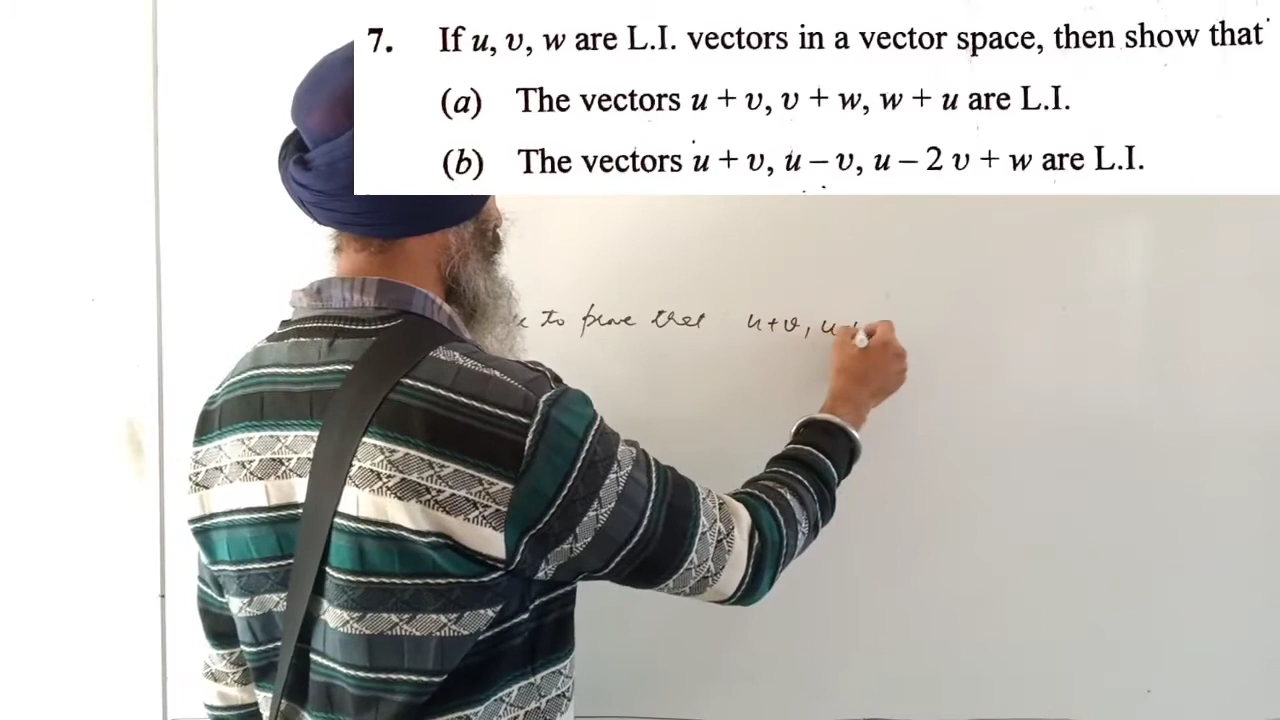 7. If u, v, w are L.I. vectors in a vector space, then show that
(a) The vectors u + v, v + w, w + u are L.I.
(b) The vectors u + v, u – v, u – 2 v + w are L.I.
to prove that u+v, u